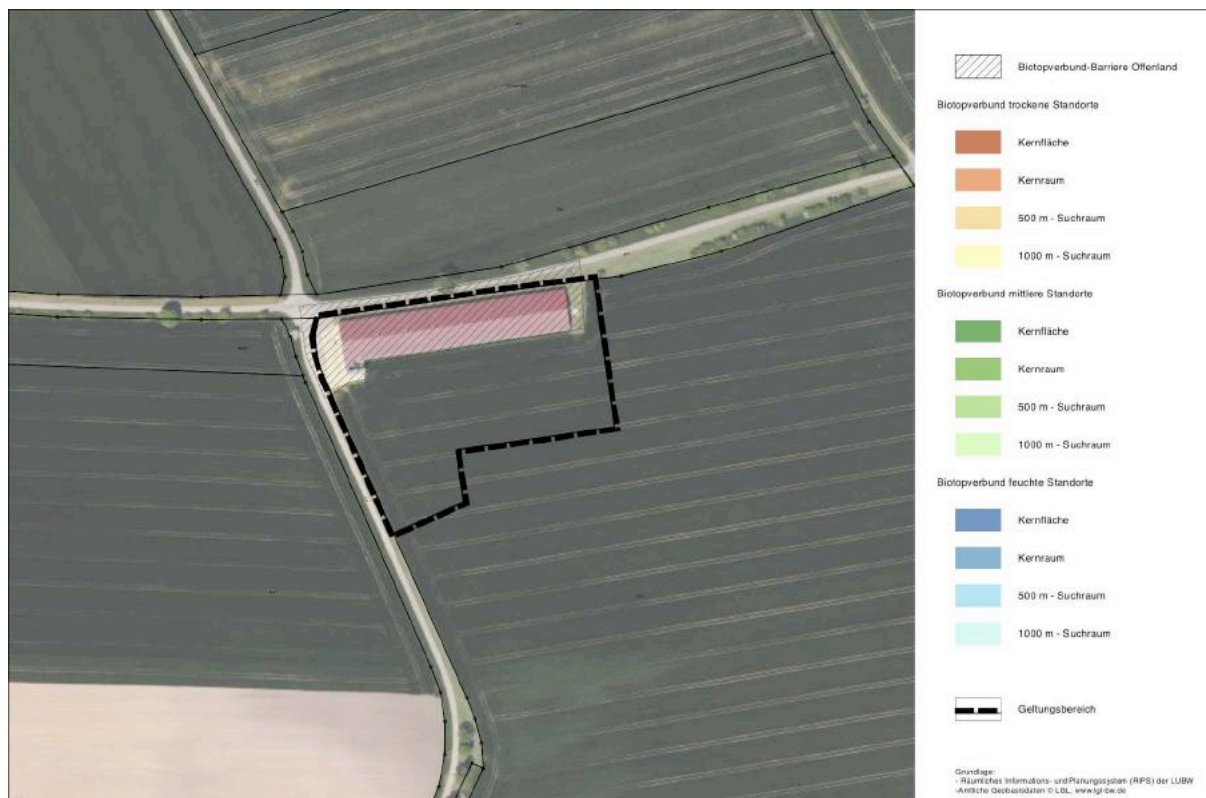 Biotopverbund-Barriere Offenland
Biotopverbund trockene Standorte
Kernfläche
Kernraum
500 m - Suchraum
1000 m - Suchraum
Biotopverbund mittlere Standorte
Kernfläche
Kernraum
500 m - Suchraum
1000 m - Suchraum
Biotopverbund feuchte Standorte
Kernfläche
Kernraum
500 m - Suchraum
1000 m - Suchraum
Geltungsbereich
Grundlage:
- Räumliches Informations- und Planungssystem (RIPS) der LUBW
-Amtliche Geobasisdaten © LGL, www.lgl-bw.de